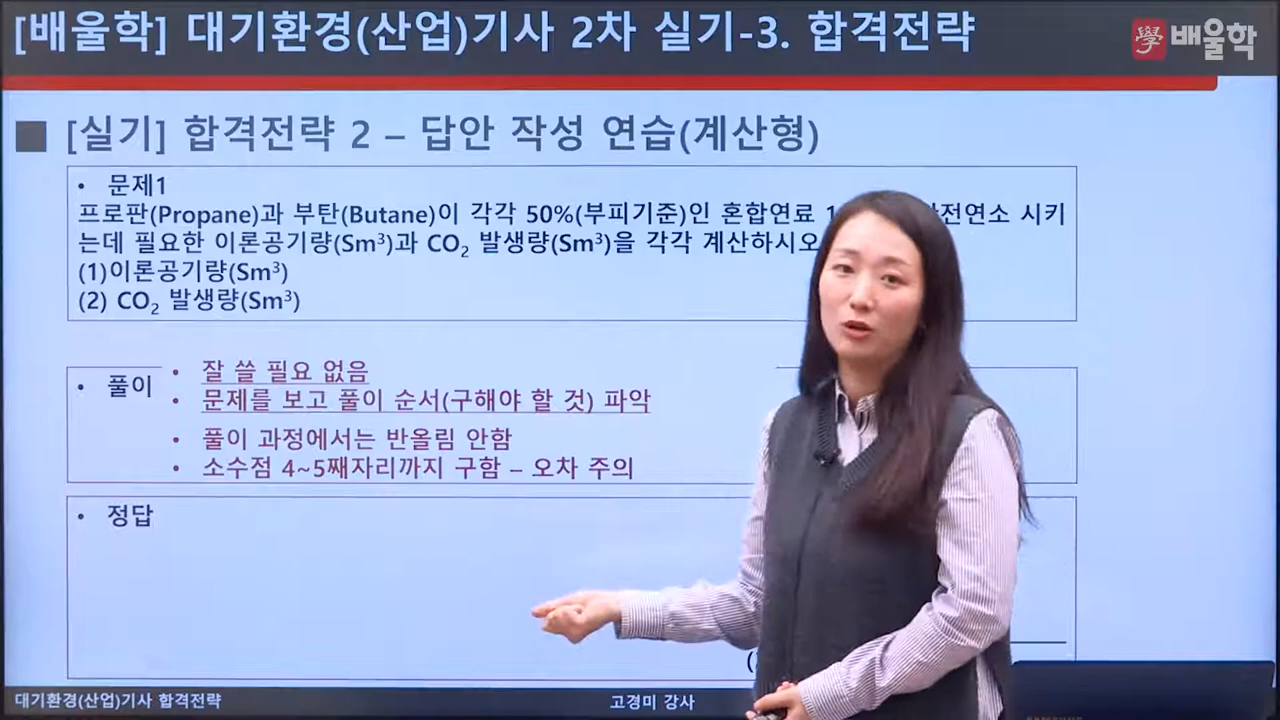 [배울학] 대기환경(산업)기사 2차 실기-3. 합격전략
學 배울학
■ [실기] 합격전략 2 – 답안 작성 연습(계산형)
• 문제1
프로판(Propane)과 부탄(Butane)이 각각 50%(부피기준)인 혼합연료 1 전연소 시키
는데 필요한 이론공기량(Sm³)과 CO₂ 발생량(Sm³)을 각각 계산하시오
(1)이론공기량(Sm³)
(2) CO₂ 발생량(Sm³)
• 풀이
• 잘 쓸 필요 없음
• 문제를 보고 풀이 순서(구해야 할 것) 파악
• 풀이 과정에서는 반올림 안함
• 소수점 4~5째자리까지 구함 – 오차 주의
• 정답
대기환경(산업)기사 합격전략
고경미 강사